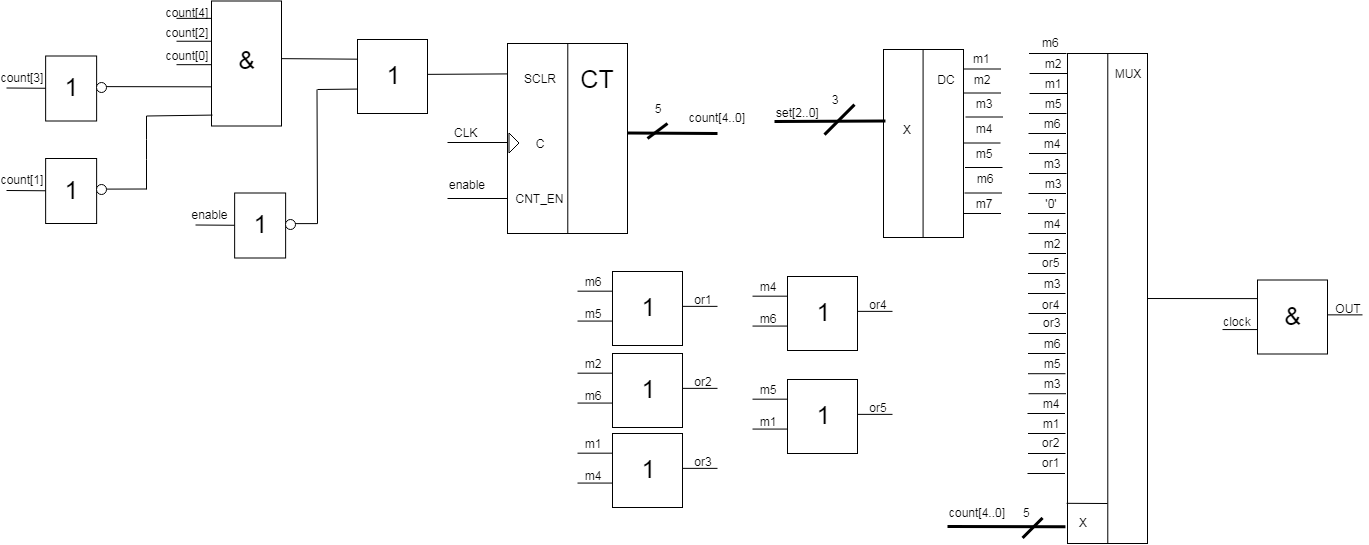 count[4]
count[2]
count[0]
count[3]
count[1]
1
1
&
enable
1
1
SCLR
CT
CLK
C
enable
CNT_EN
5
count[4..0]
set[2..0]
3
X
DC
m1
m2
m3
m4
m5
m6
m7
m6
m2
m1
m5
m6
m4
m3
m3
'0'
m4
m2
or5
m3
or4
or3
m6
m5
m3
m4
m1
or2
or1
MUX
count[4..0]
5
X
m6
m5
1
or1
m2
m6
1
or2
m1
m4
1
or3
m4
m6
1
or4
m5
m1
1
or5
clock
&
OUT